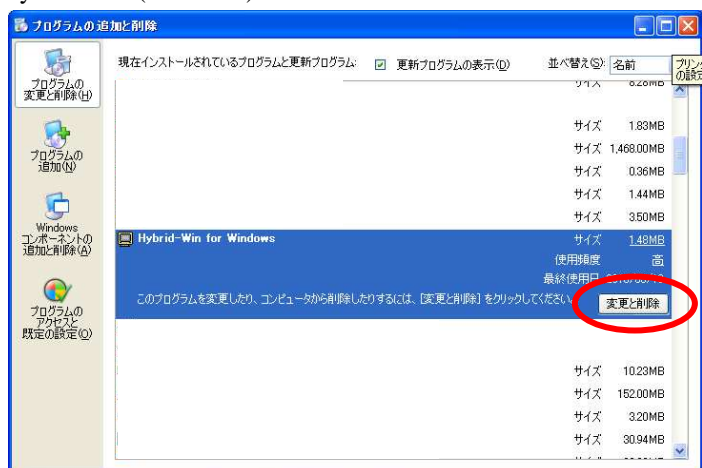 プログラムの追加と削除
現在インストールされているプログラムと更新プログラム:
更新プログラムの表示(D)
並べ替え(S): 名前
プログラムの
変更と削除(H)
プログラムの
追加(N)
Windows
コンポーネントの
追加と削除(A)
プログラムの
アクセスと
既定の設定(O)
サイズ 8.28MB
サイズ 1.83MB
サイズ 1,468.00MB
サイズ 0.36MB
サイズ 1.44MB
サイズ 3.50MB
Hybrid-Win for Windows サイズ 1.48MB
使用頻度 高
最終使用日
このプログラムを変更したり、コンピュータから削除したりするには、[変更と削除] をクリックしてください。 変更と削除
サイズ 10.23MB
サイズ 152.00MB
サイズ 3.20MB
サイズ 30.94MB